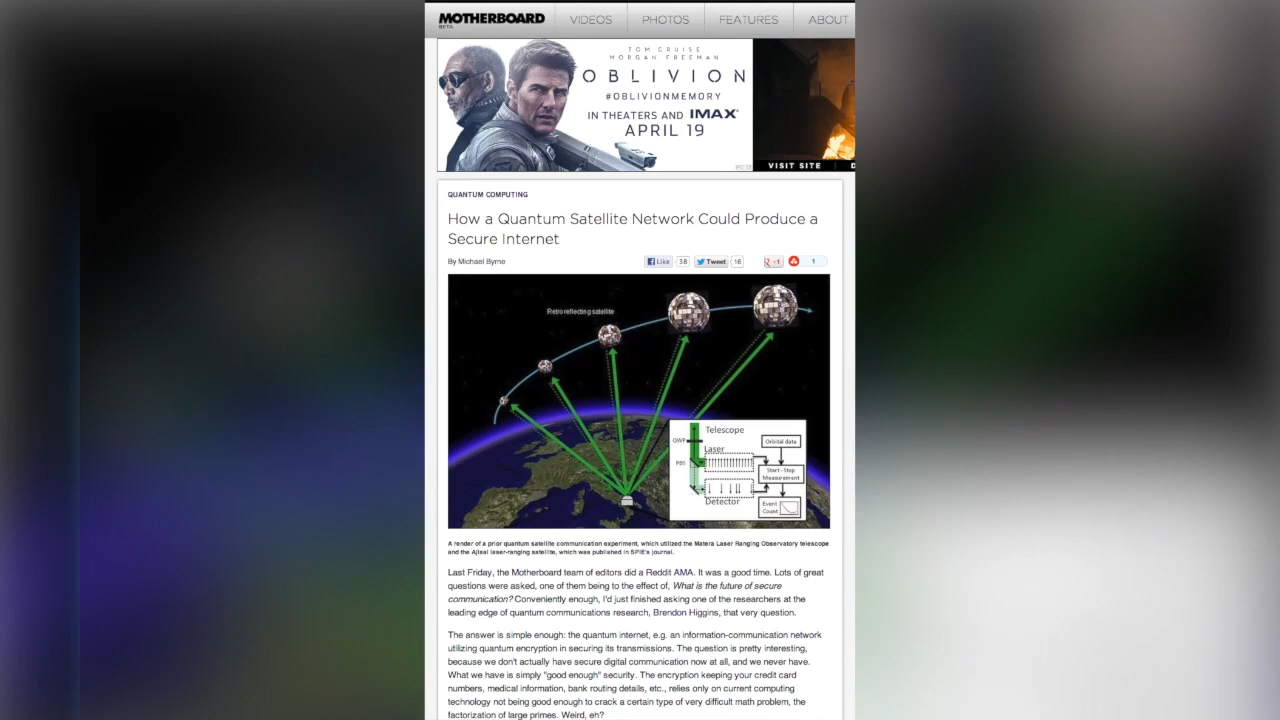 MOTHERBOARD
BETA
VIDEOS
PHOTOS
FEATURES
ABOUT
TOM CRUISE
MORGAN FREEMAN
OBLIVION
#OBLIVIONMEMORY
IN THEATERS AND IMAX
APRIL 19
VISIT SITE
QUANTUM COMPUTING
How a Quantum Satellite Network Could Produce a
Secure Internet
By Michael Byrne
Like 38 Tweet 16 +1 1
Retroreflecting satellite
Telescope
QWP
Orbital data
Laser
PBS
Start - Stop
Measurement
Detector
Event
Count
A render of a prior quantum satellite communication experiment, which utilized the Matera Laser Ranging Observatory telescope
and the Ajisai laser-ranging satellite, which was published in SPIE's journal.
Last Friday, the Motherboard team of editors did a Reddit AMA. It was a good time. Lots of great
questions were asked, one of them being to the effect of, What is the future of secure
communication? Conveniently enough, I'd just finished asking one of the researchers at the
leading edge of quantum communications research, Brendon Higgins, that very question.
The answer is simple enough: the quantum internet, e.g. an information-communication network
utilizing quantum encryption in securing its transmissions. The question is pretty interesting,
because we don't actually have secure digital communication now at all, and we never have.
What we have is simply "good enough" security. The encryption keeping your credit card
numbers, medical information, bank routing details, etc., relies only on current computing
technology not being good enough to crack a certain type of very difficult math problem, the
factorization of large primes. Weird, eh?